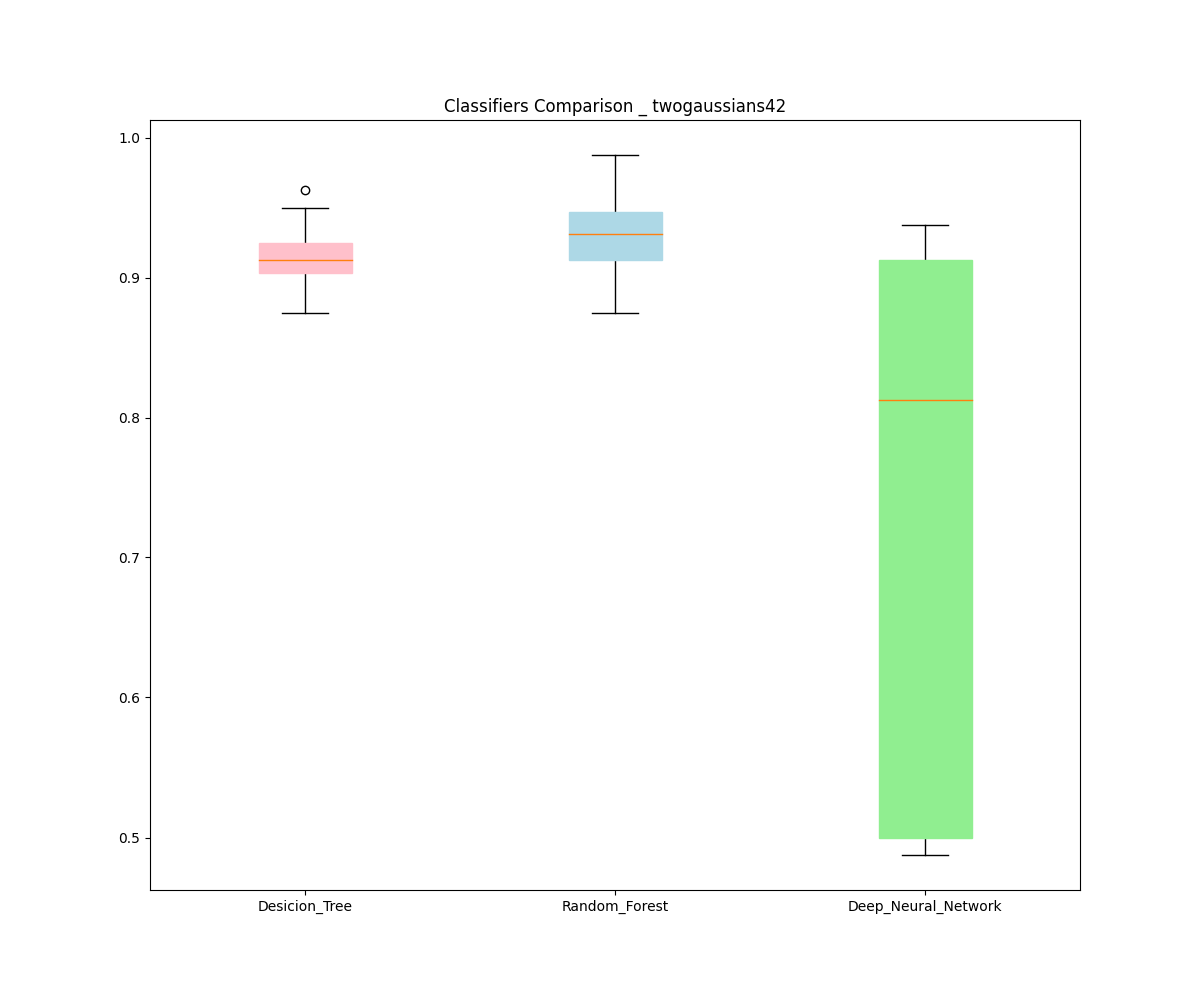 Classifiers Comparison _ twogaussians42
1.0
0.9
0.8
0.7
0.6
0.5
Desicion_Tree
Random_Forest
Deep_Neural_Network